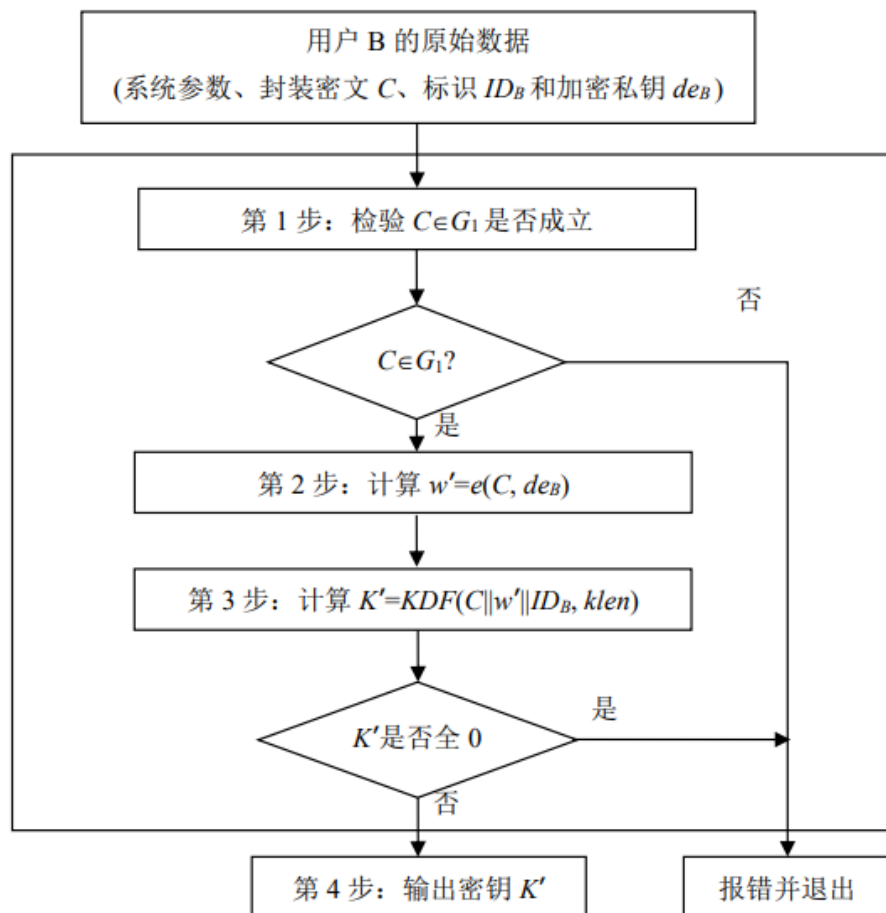 用户 B 的原始数据
(系统参数、封装密文 C、标识 IDB 和加密私钥 deB)
第 1 步：检验 C∈G1 是否成立
否
C∈G1?
是
第 2 步：计算 w′=e(C, deB)
第 3 步：计算 K′=KDF(C||w′||IDB, klen)
是
K′是否全 0
否
第 4 步：输出密钥 K′
报错并退出